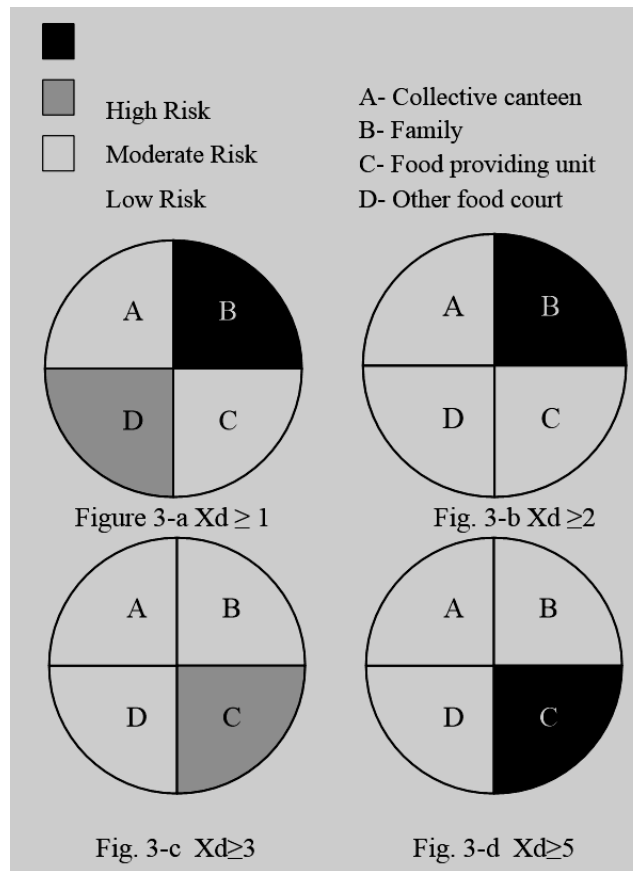 High Risk
Moderate Risk
Low Risk
A- Collective canteen
B- Family
C- Food providing unit
D- Other food court
A B
D C
Figure 3-a Xd ≥ 1
A B
D C
Fig. 3-b Xd ≥2
A B
D C
Fig. 3-c Xd≥3
A B
D C
Fig. 3-d Xd≥5